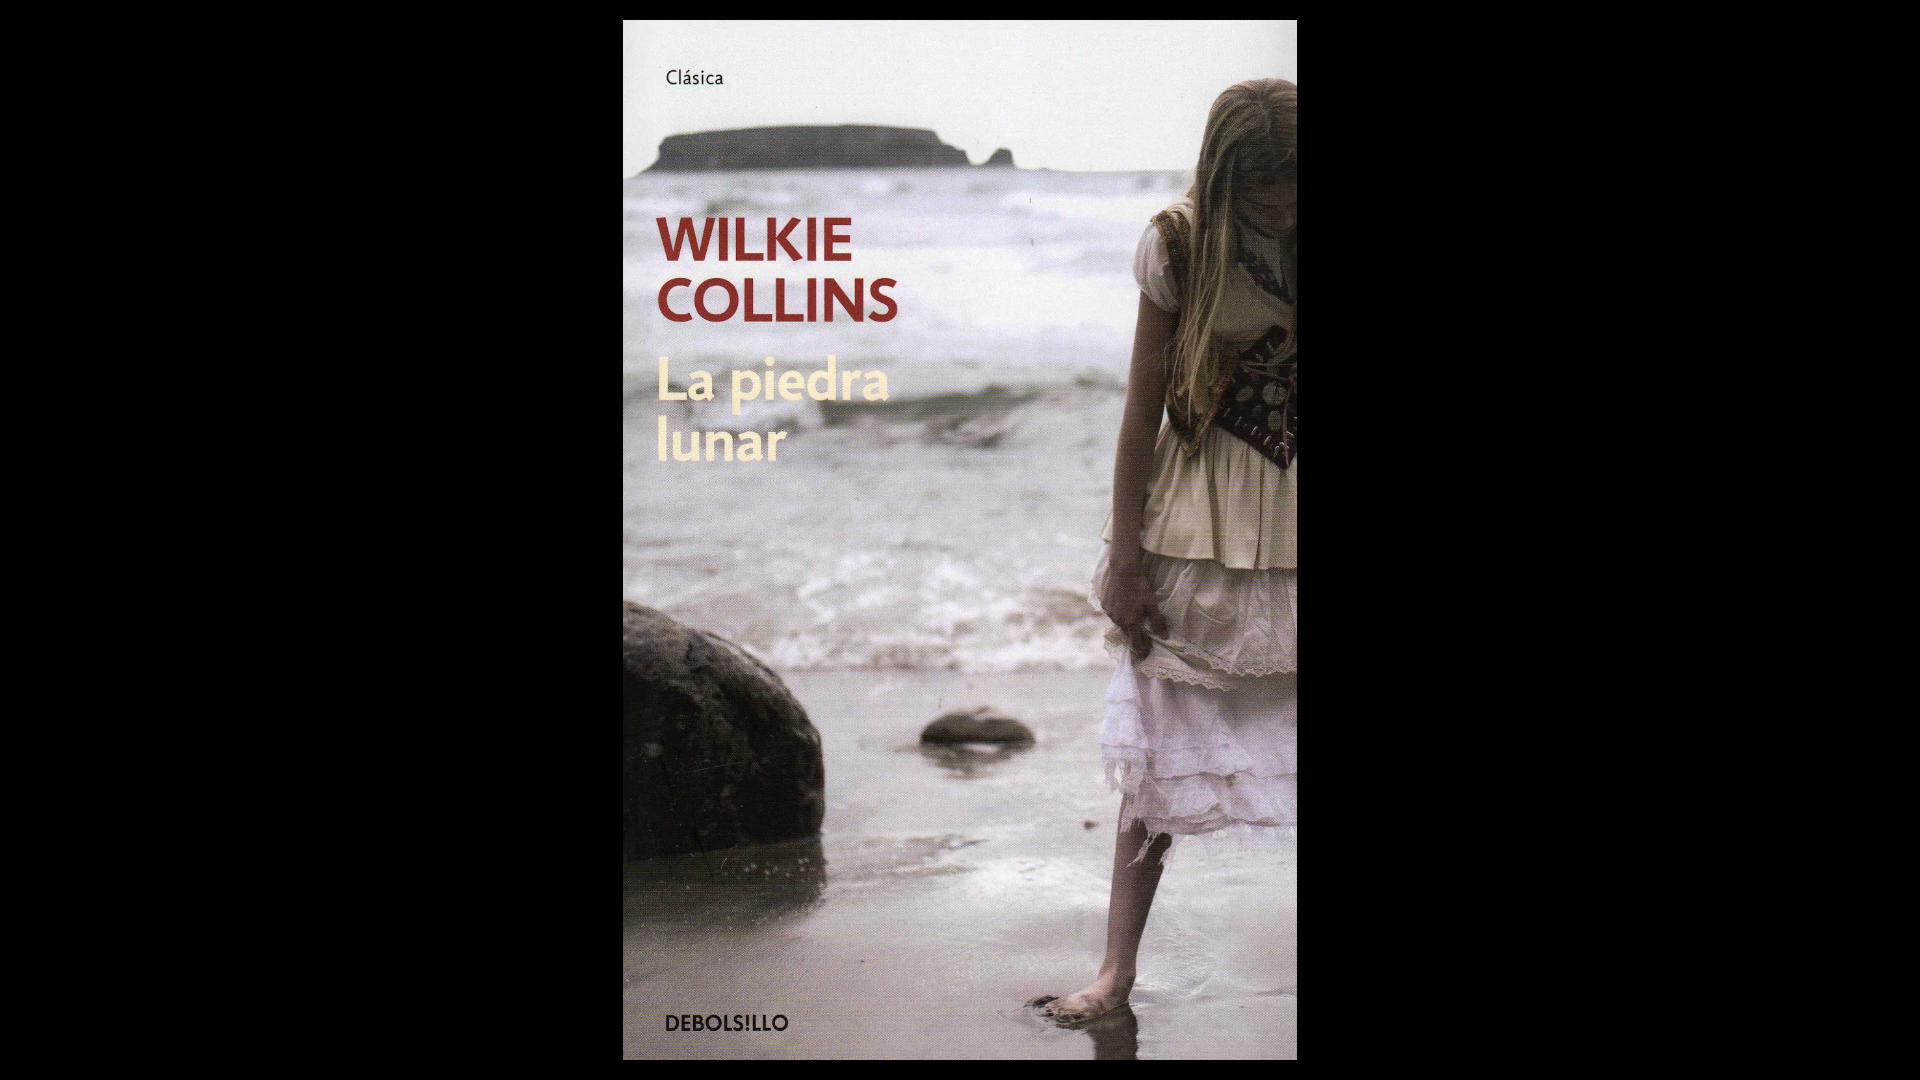 Clásica
WILKIE
COLLINS
La piedra
lunar
DEBOLS!LLO